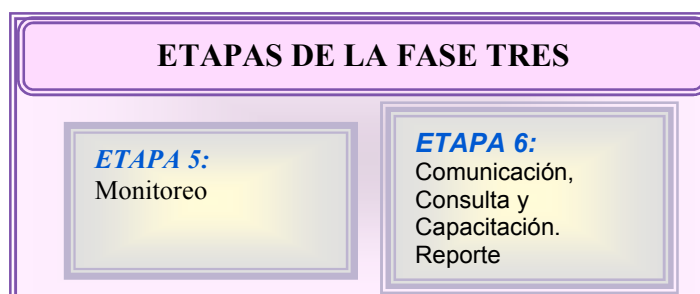 ETAPAS DE LA FASE TRES
ETAPA 5:
Monitoreo
ETAPA 6:
Comunicación,
Consulta y
Capacitación.
Reporte